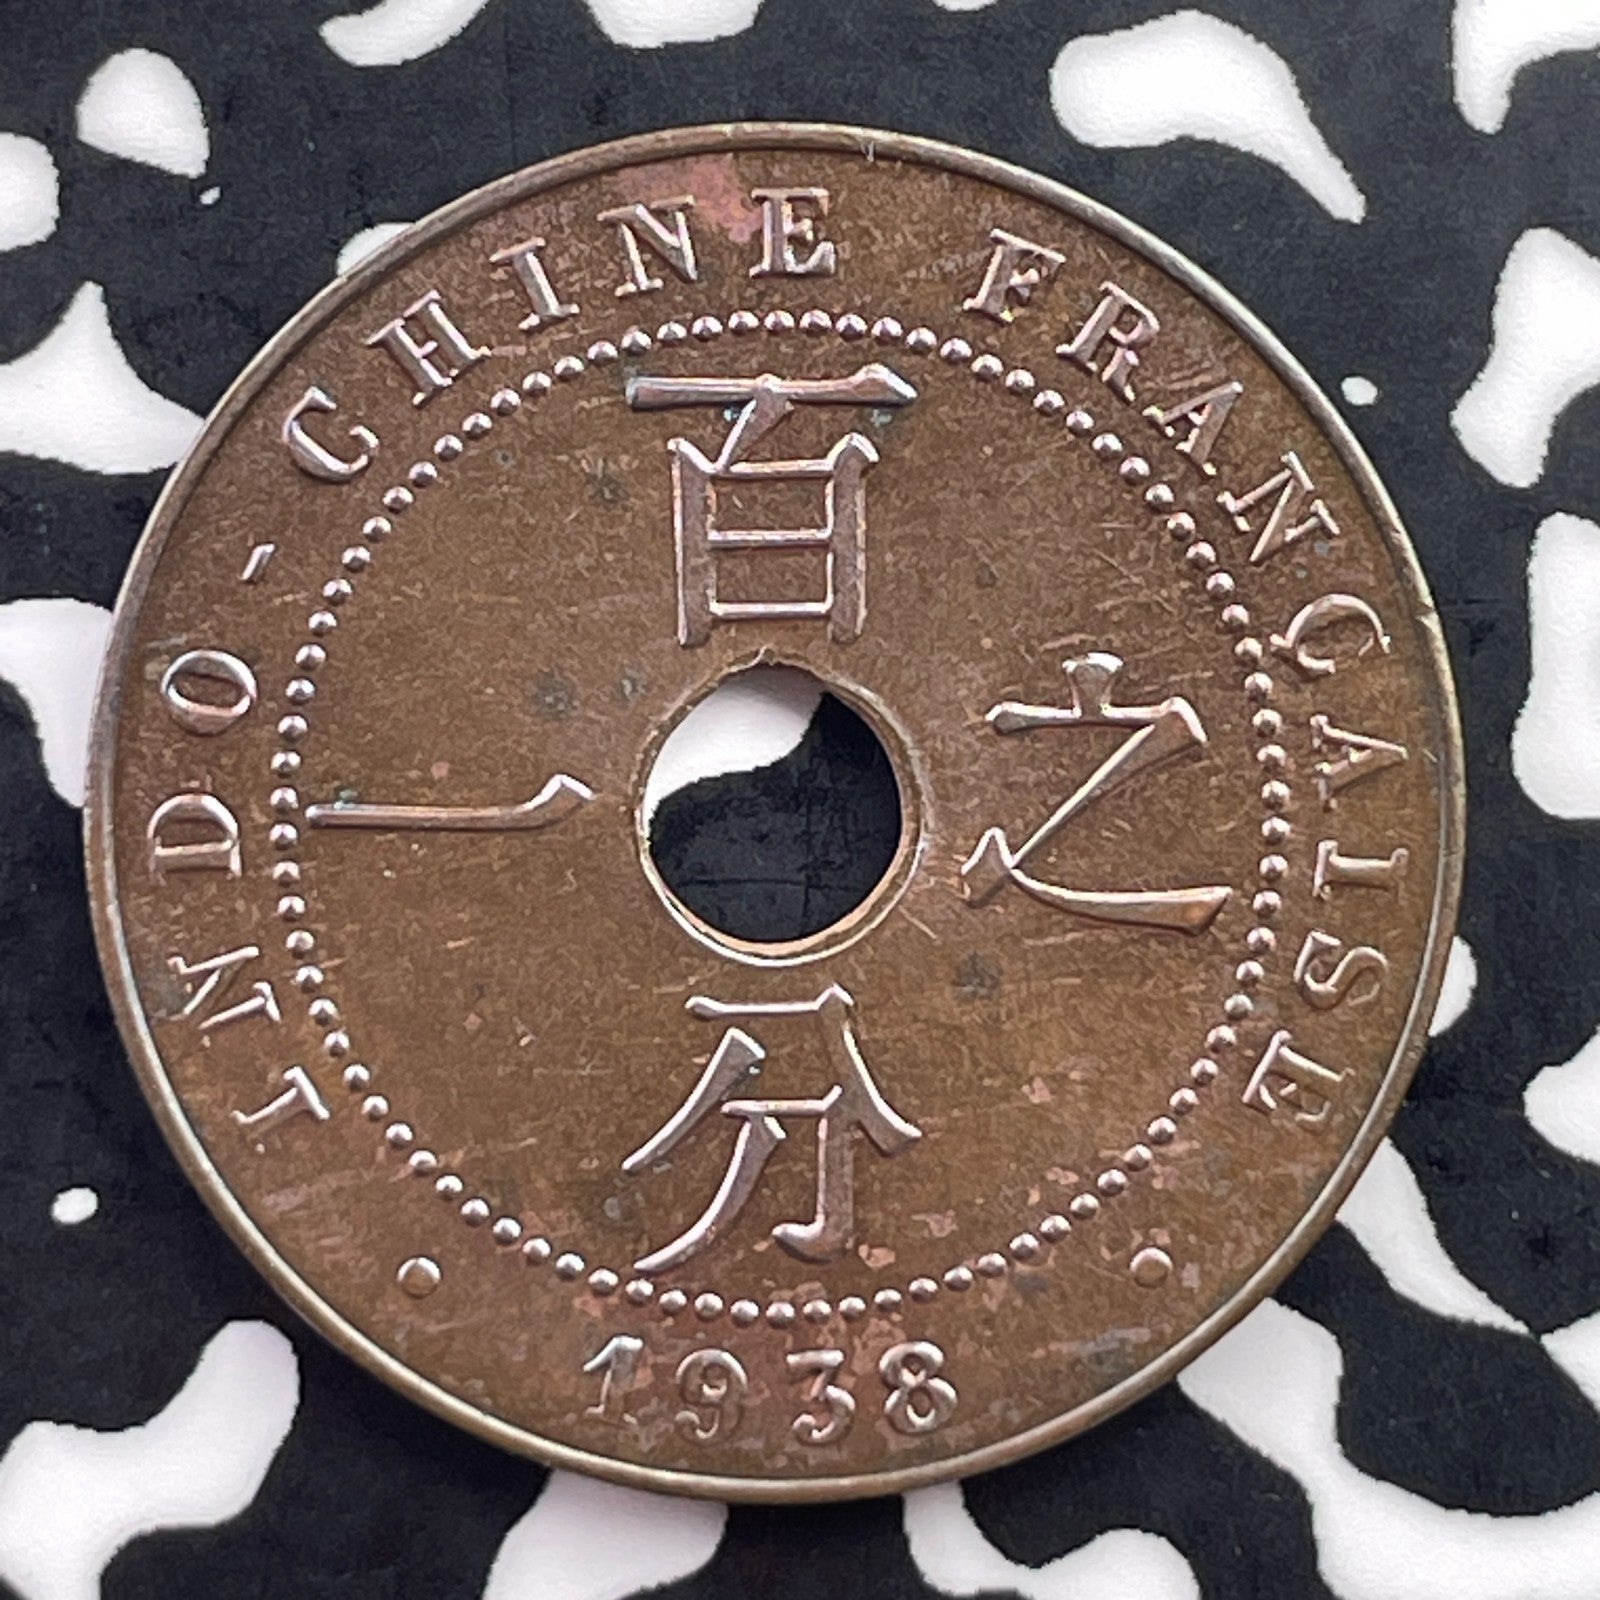 INDO-CHINE FRANÇAISE
百分之一
1938